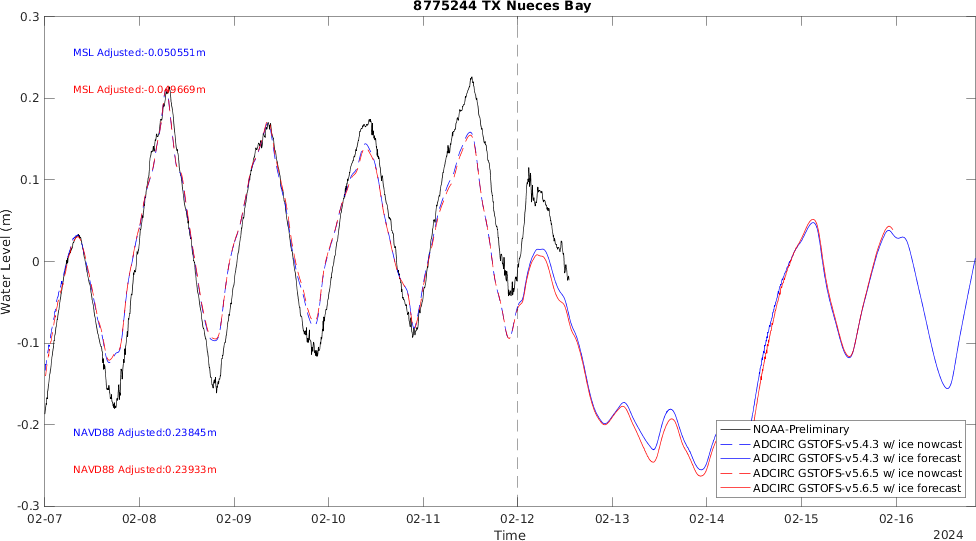 8775244 TX Nueces Bay
0.3
MSL Adjusted:-0.050551m
0.2
MSL Adjusted:-0.049669m
0.1
0
-0.1
-0.2
-0.3
Water Level (m)
NAVD88 Adjusted:0.23845m
NAVD88 Adjusted:0.23933m
NOAA-Preliminary
ADCIRC GSTOFS-v5.4.3 w/ ice nowcast
ADCIRC GSTOFS-v5.4.3 w/ ice forecast
ADCIRC GSTOFS-v5.6.5 w/ ice nowcast
ADCIRC GSTOFS-v5.6.5 w/ ice forecast
02-07 02-08 02-09 02-10 02-11 02-12 02-13 02-14 02-15 02-16
Time
2024